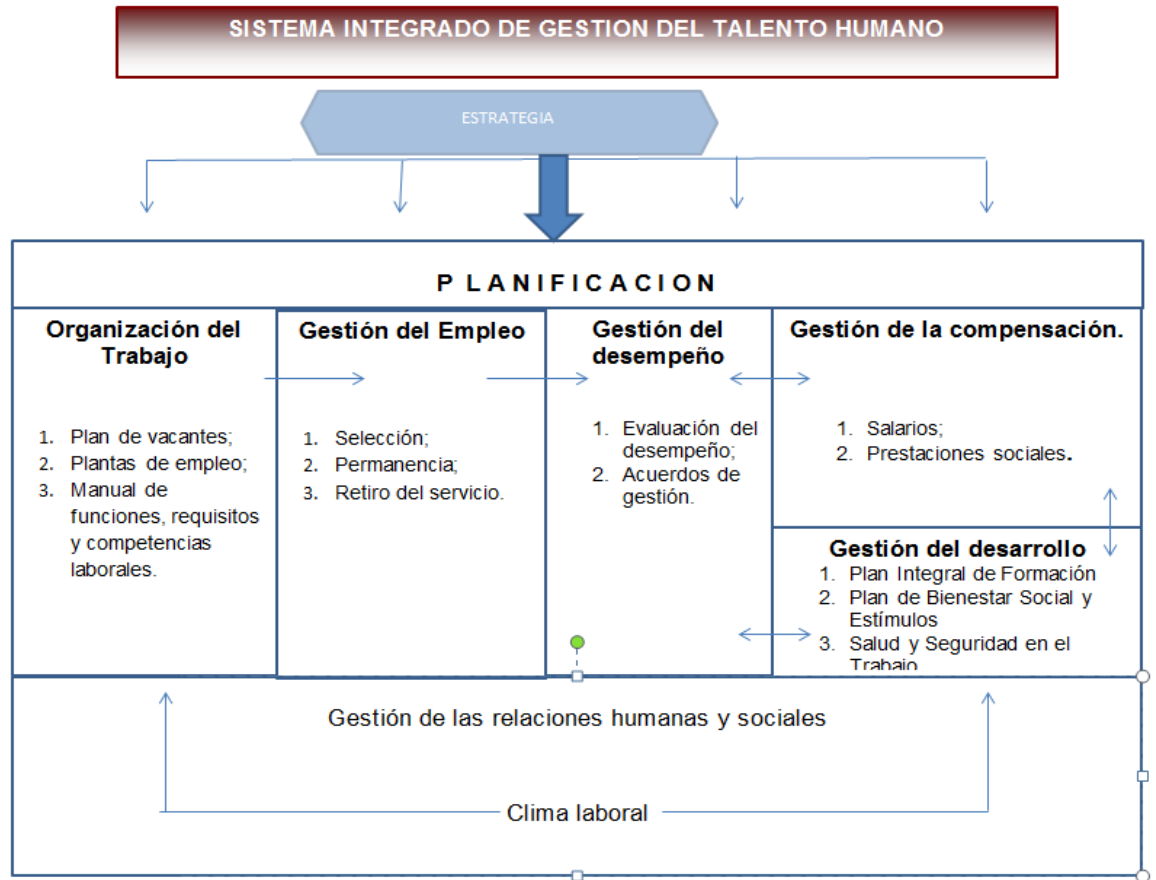 SISTEMA INTEGRADO DE GESTION DEL TALENTO HUMANO
ESTRATEGIA
P LANIFICACION
Organización del
Trabajo
1. Plan de vacantes;
2. Plantas de empleo;
3. Manual de
funciones, requisitos
y competencias
laborales.
Gestión del Empleo
1. Selección;
2. Permanencia;
3. Retiro del servicio.
Gestión del
desempeño
1. Evaluación del
desempeño;
2. Acuerdos de
gestión.
Gestión de la compensación.
1. Salarios;
2. Prestaciones sociales.
Gestión del desarrollo
1. Plan Integral de Formación
2. Plan de Bienestar Social y
Estímulos
3. Salud y Seguridad en el
Trabajo
Gestión de las relaciones humanas y sociales
Clima laboral